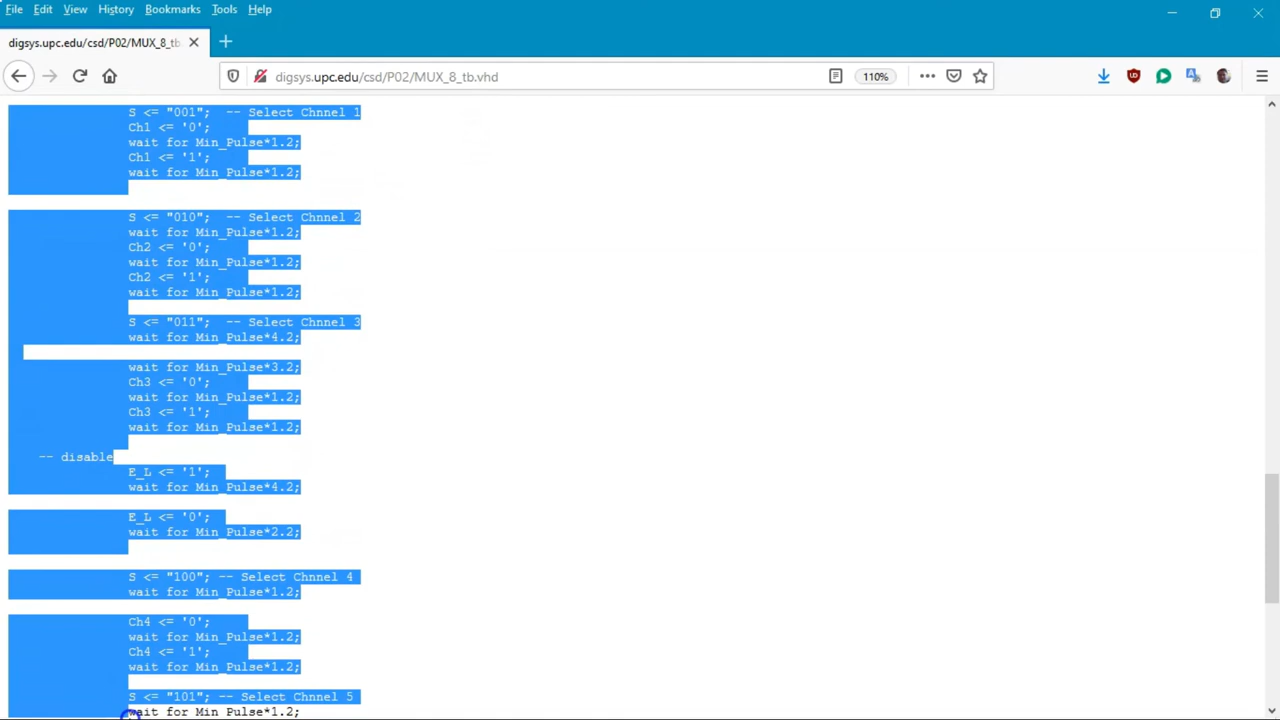 File Edit View History Bookmarks Tools Help
digsys.upc.edu/csd/P02/MUX_8_tb.
digsys.upc.edu/csd/P02/MUX_8_tb.vhd 110%
S <= "001";  -- Select Chnnel 1
Ch1 <= '0';
wait for Min_Pulse*1.2;
Ch1 <= '1';
wait for Min_Pulse*1.2;
S <= "010";  -- Select Chnnel 2
wait for Min_Pulse*1.2;
Ch2 <= '0';
wait for Min_Pulse*1.2;
Ch2 <= '1';
wait for Min_Pulse*1.2;
S <= "011";  -- Select Chnnel 3
wait for Min_Pulse*4.2;
wait for Min_Pulse*3.2;
Ch3 <= '0';
wait for Min_Pulse*1.2;
Ch3 <= '1';
wait for Min_Pulse*1.2;
-- disable
E_L <= '1';
wait for Min_Pulse*4.2;
E_L <= '0';
wait for Min_Pulse*2.2;
S <= "100"; -- Select Chnnel 4
wait for Min_Pulse*1.2;
Ch4 <= '0';
wait for Min_Pulse*1.2;
Ch4 <= '1';
wait for Min_Pulse*1.2;
S <= "101"; -- Select Chnnel 5
wait for Min_Pulse*1.2;